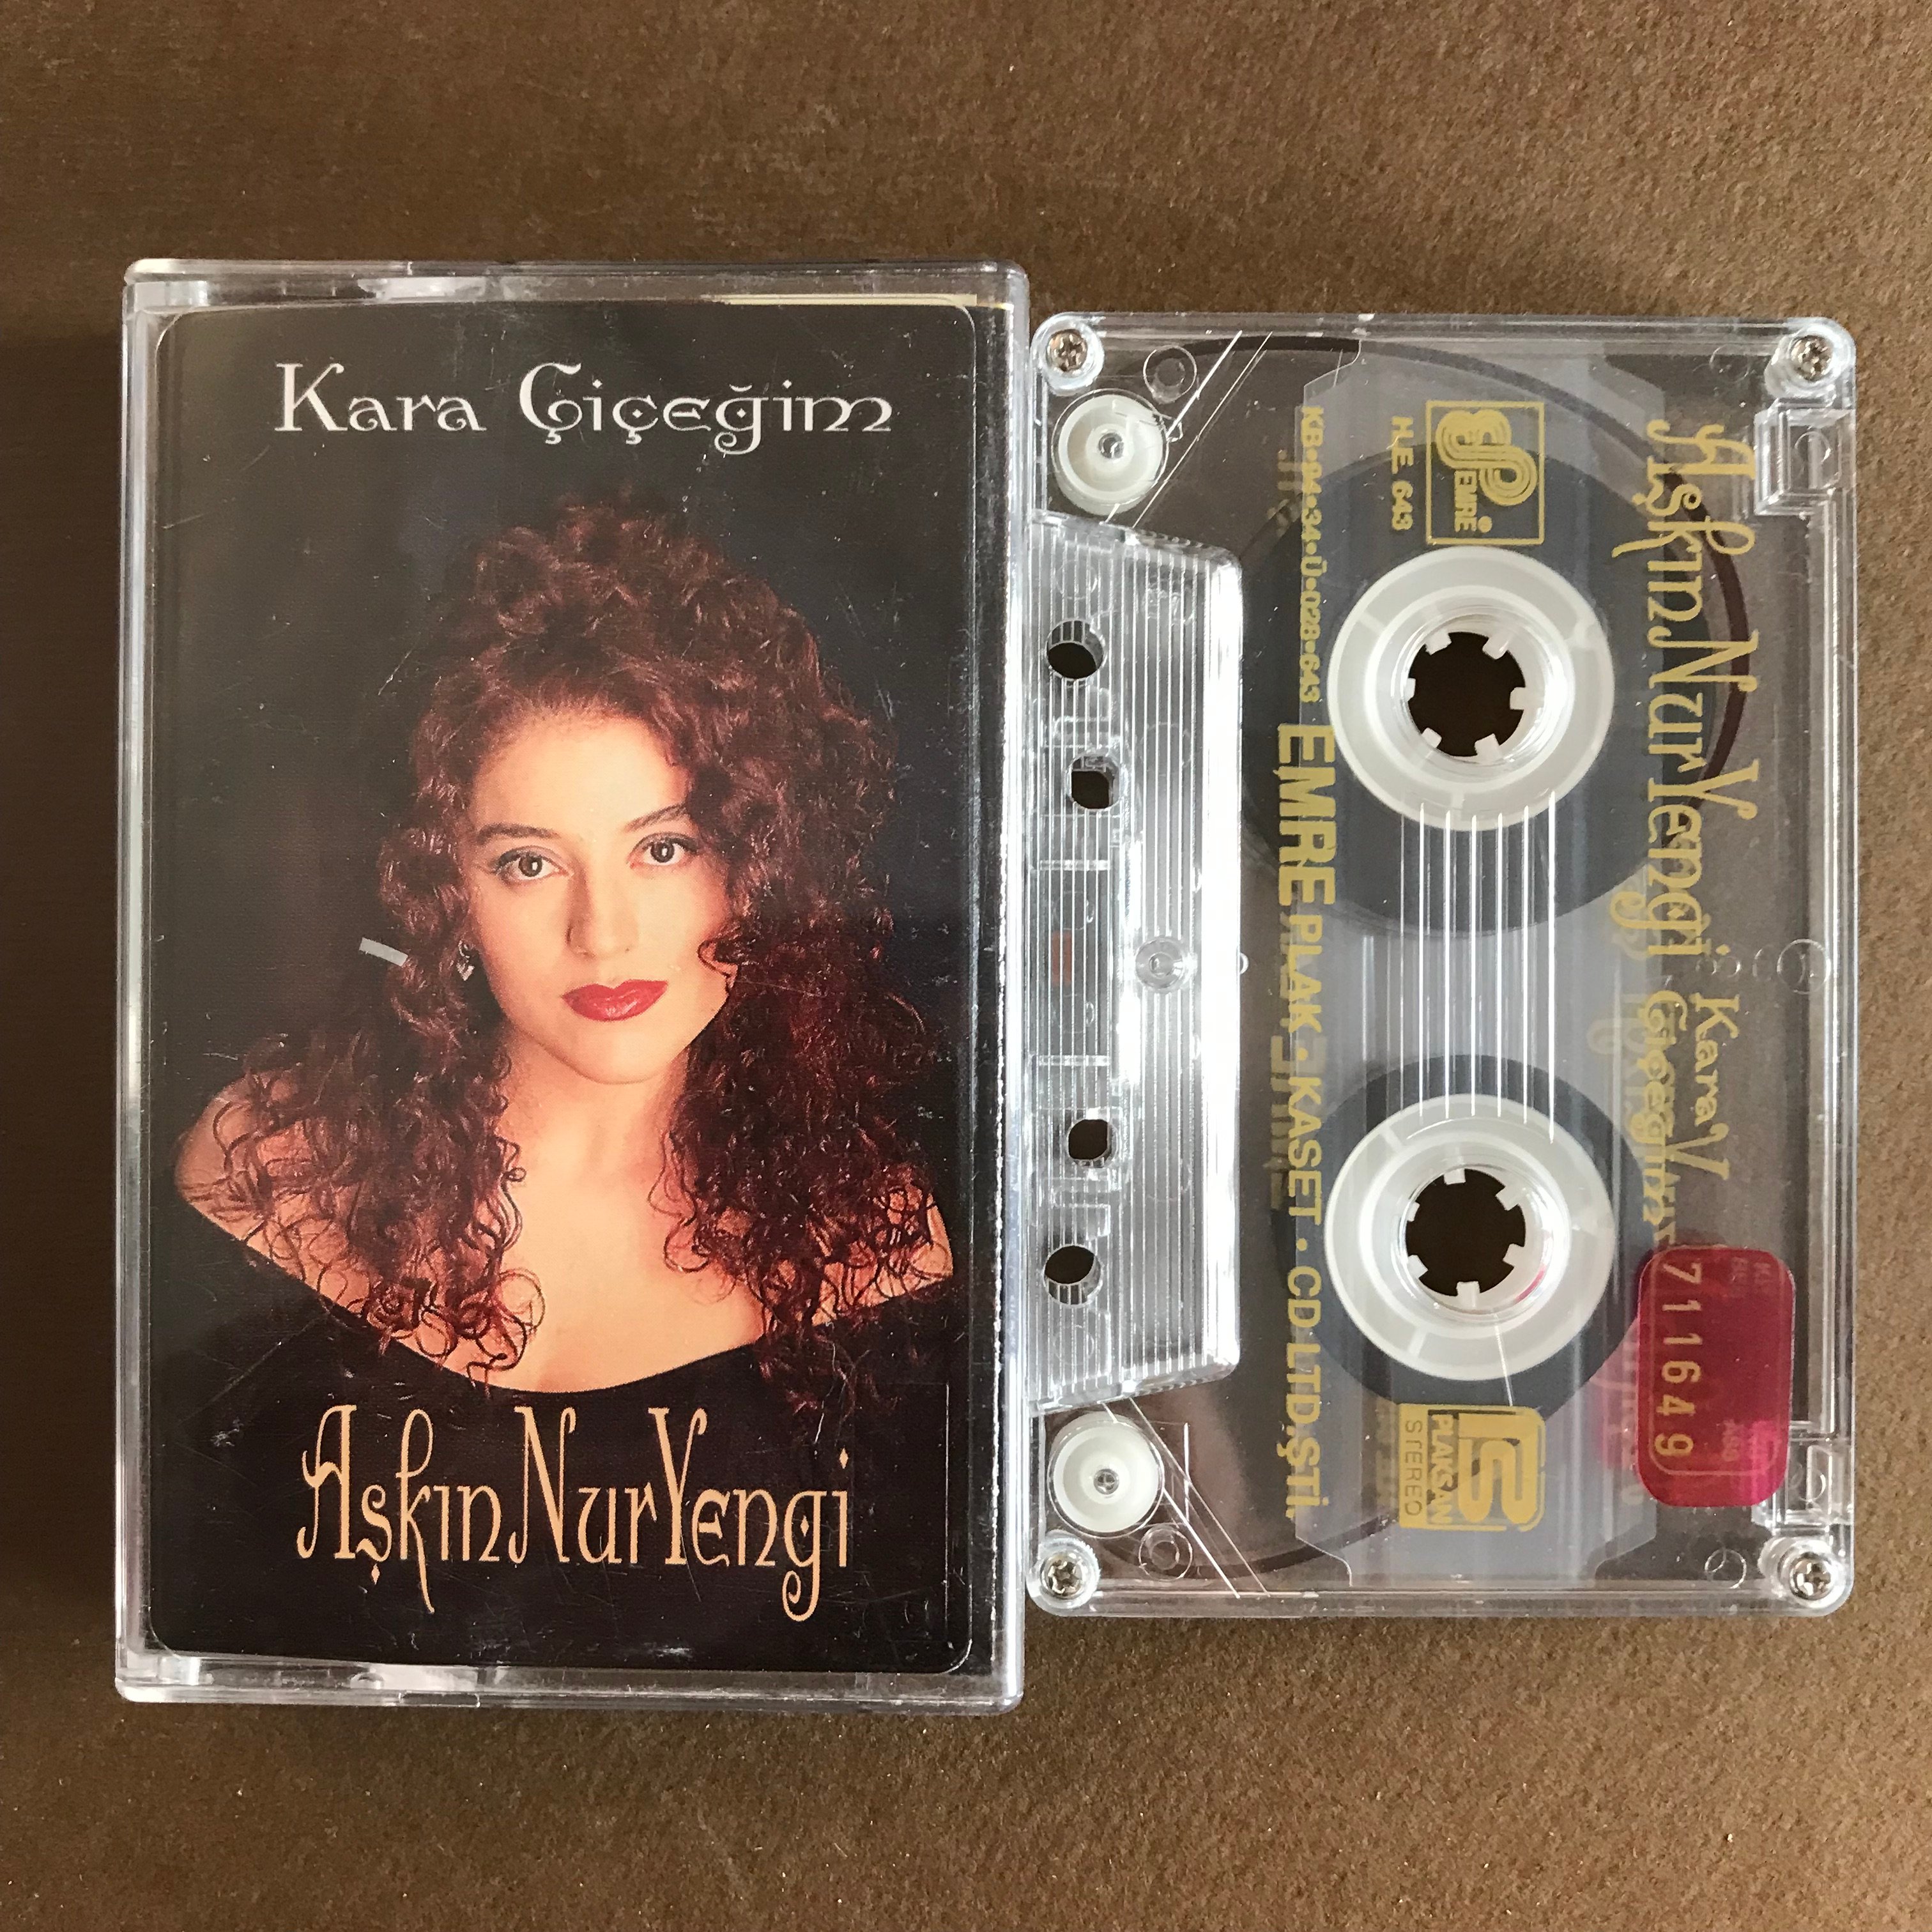 Kara Çiçeğim
AşkınNurYengi
AşkınNurYengi
Kara
Çiçeğim
EMRE
H.E. 643
KB•94•34•Ü•028•643
EMRE PLAK • KASET • CD LTD.ŞTİ.
PLAKSAN
STEREO
711649